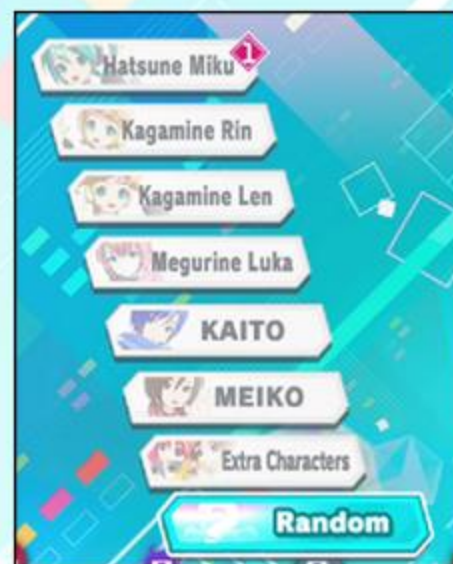 Hatsune Miku 1
Kagamine Rin
Kagamine Len
Megurine Luka
KAITO
MEIKO
Extra Characters
? Random